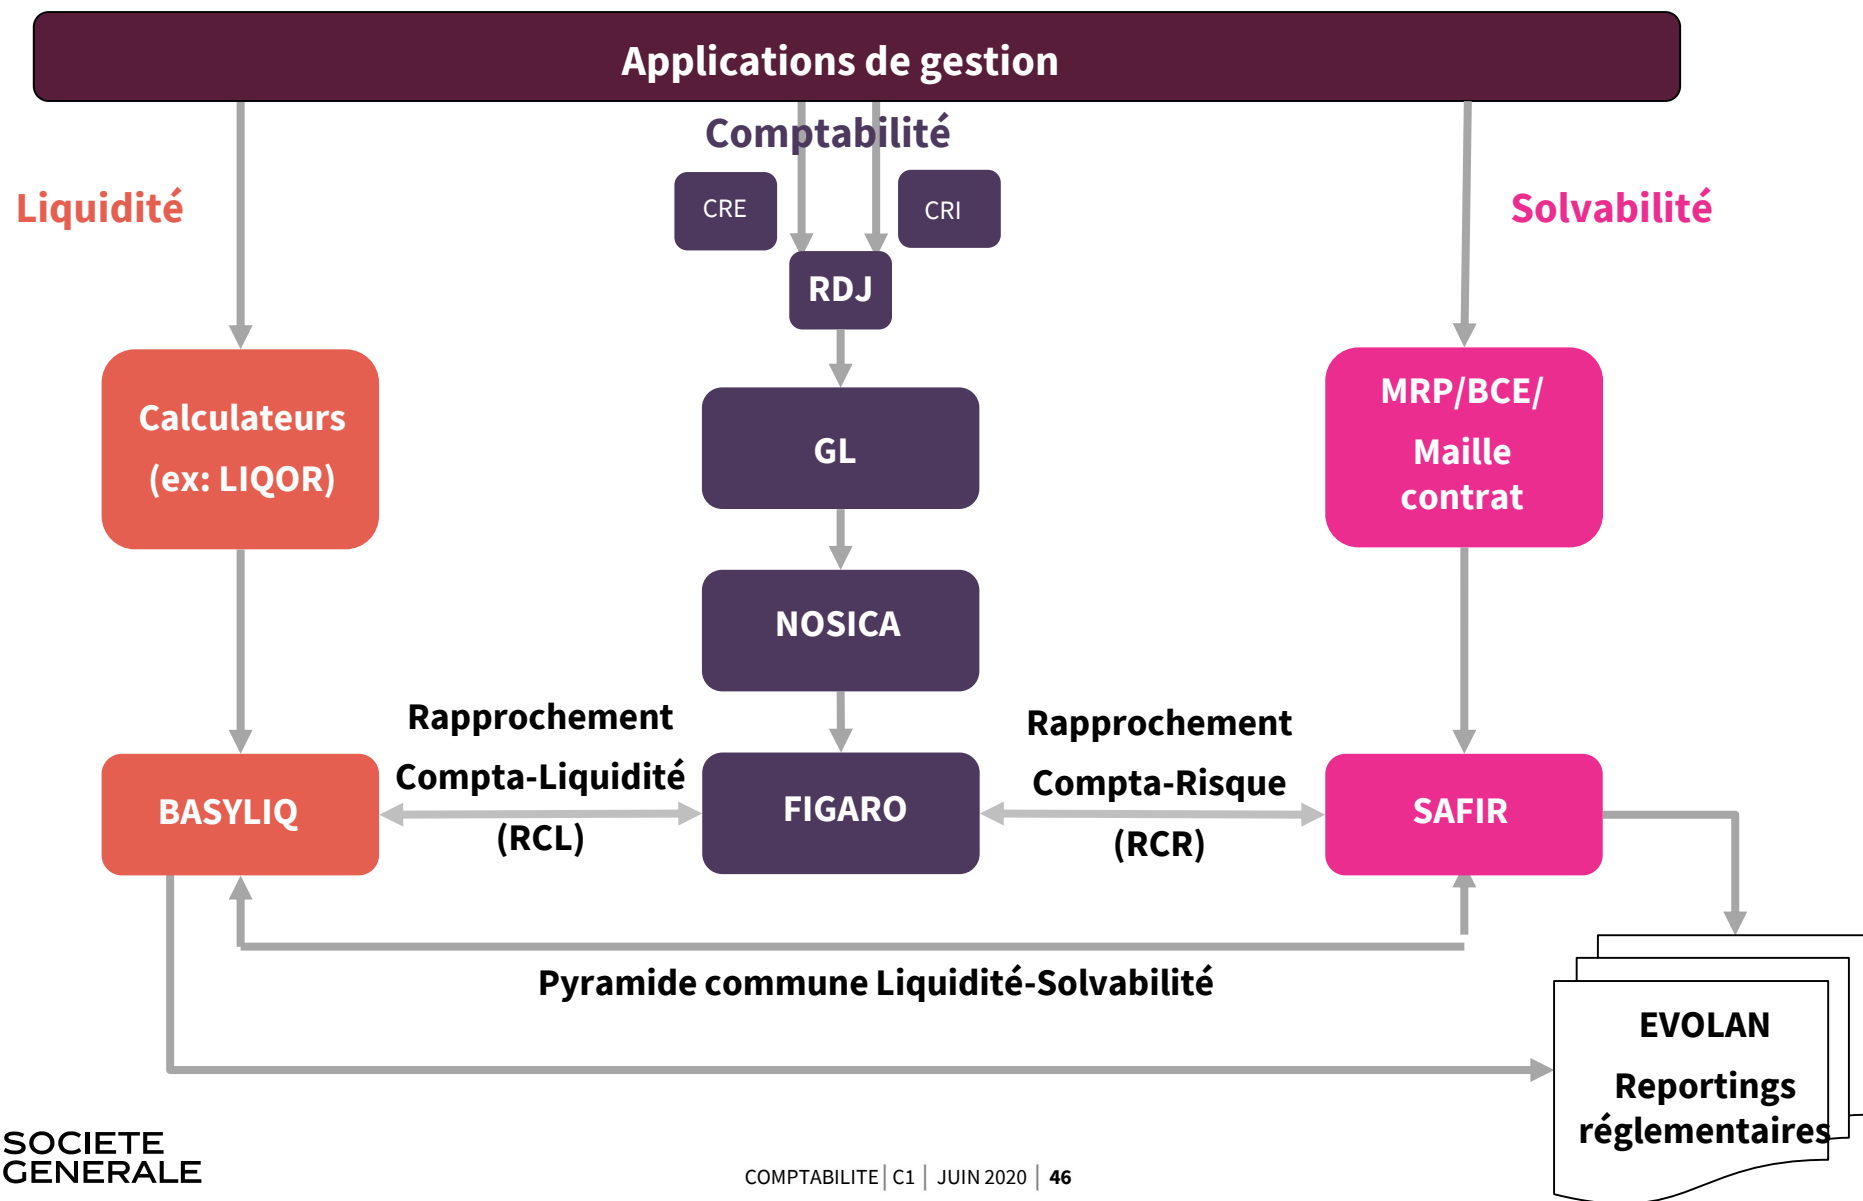 Applications de gestion
Comptabilité
Liquidité
CRE
CRI
Solvabilité
RDJ
Calculateurs
(ex: LIQOR)
GL
MRP/BCE/
Maille
contrat
NOSICA
Rapprochement
Compta-Liquidité
(RCL)
Rapprochement
Compta-Risque
(RCR)
BASYLIQ
FIGARO
SAFIR
Pyramide commune Liquidité-Solvabilité
EVOLAN
Reportings
réglementaires
SOCIETE
GENERALE
COMPTABILITE | C1 | JUIN 2020 | 46